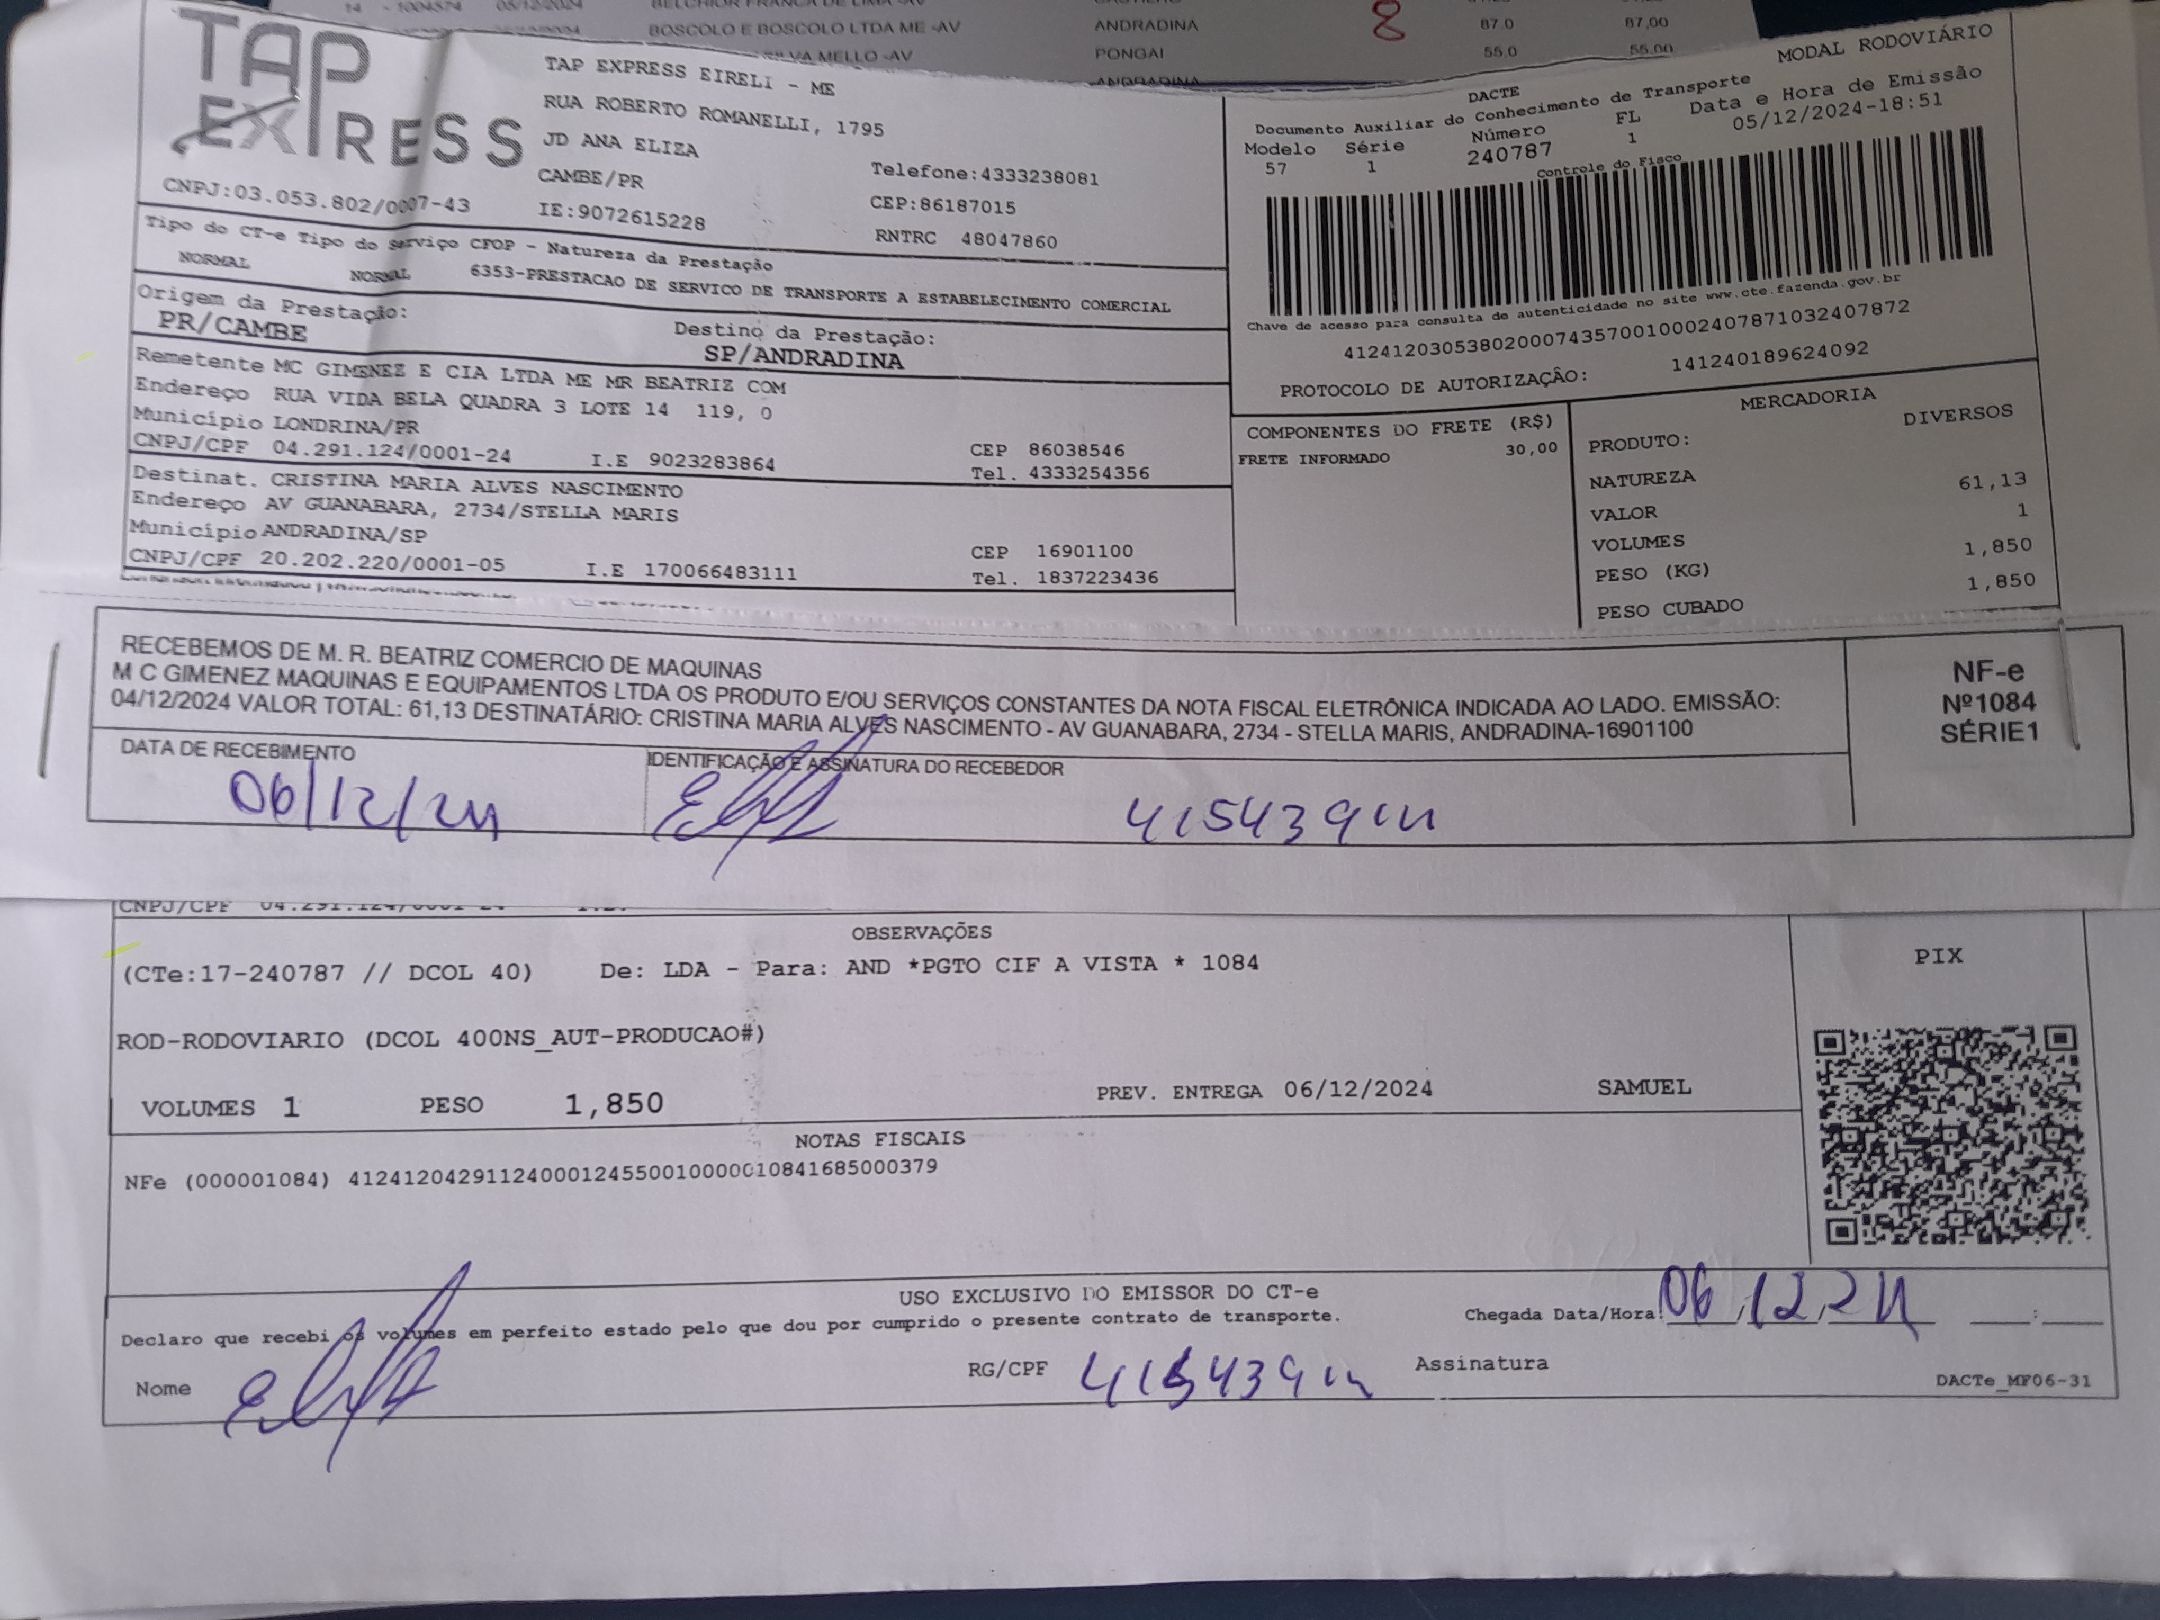 BOSCOLO E BOSCOLO LTDA ME -AV ANDRADINA 8 87.0 87,00
SILVA MELLO -AV PONGAI 55.0 55,00
TAP EXPRESS
TAP EXPRESS EIRELI - ME
RUA ROBERTO ROMANELLI, 1795
JD ANA ELIZA
CAMBE/PR Telefone:4333238081
CNPJ:03.053.802/0007-43 IE:9072615228 CEP:86187015
RNTRC 48047860
MODAL RODOVIÁRIO
DACTE
Documento Auxiliar do Conhecimento de Transporte
Modelo Série Número FL Data e Hora de Emissão
57 1 240787 1 05/12/2024-18:51
Controle do Fisco
Chave de acesso para consulta de autenticidade no site www.cte.fazenda.gov.br
41241203053802000743570010002407871032407872
PROTOCOLO DE AUTORIZAÇÃO: 141240189624092
Tipo do CT-e Tipo do Serviço CFOP - Natureza da Prestação
NORMAL NORMAL 6353-PRESTACAO DE SERVICO DE TRANSPORTE A ESTABELECIMENTO COMERCIAL
Origem da Prestação: Destino da Prestação:
PR/CAMBE SP/ANDRADINA
Remetente MC GIMENEZ E CIA LTDA ME MR BEATRIZ COM
Endereço RUA VIDA BELA QUADRA 3 LOTE 14 119, 0
Município LONDRINA/PR CEP 86038546
CNPJ/CPF 04.291.124/0001-24 I.E 9023283864 Tel. 4333254356
Destinat. CRISTINA MARIA ALVES NASCIMENTO
Endereço AV GUANABARA, 2734/STELLA MARIS
Município ANDRADINA/SP CEP 16901100
CNPJ/CPF 20.202.220/0001-05 I.E 170066483111 Tel. 1837223436
COMPONENTES DO FRETE (R$)
FRETE INFORMADO 30,00
MERCADORIA
PRODUTO: DIVERSOS
NATUREZA
VALOR 61,13
VOLUMES 1
PESO (KG) 1,850
PESO CUBADO 1,850
RECEBEMOS DE M. R. BEATRIZ COMERCIO DE MAQUINAS
M C GIMENEZ MAQUINAS E EQUIPAMENTOS LTDA OS PRODUTO E/OU SERVIÇOS CONSTANTES DA NOTA FISCAL ELETRÔNICA INDICADA AO LADO. EMISSÃO:
04/12/2024 VALOR TOTAL: 61,13 DESTINATÁRIO: CRISTINA MARIA ALVES NASCIMENTO - AV GUANABARA, 2734 - STELLA MARIS, ANDRADINA-16901100
NF-e
Nº1084
SÉRIE1
DATA DE RECEBIMENTO IDENTIFICAÇÃO E ASSINATURA DO RECEBEDOR
06/12/24
CNPJ/CPF 04.291.124/0001-24
OBSERVAÇÕES
(CTe:17-240787 // DCOL 40) De: LDA - Para: AND *PGTO CIF A VISTA * 1084
ROD-RODOVIARIO (DCOL 400NS_AUT-PRODUCAO#)
VOLUMES 1 PESO 1,850 PREV. ENTREGA 06/12/2024 SAMUEL
PIX
NOTAS FISCAIS
NFe (000001084) 41241204291124000124550010000010841685000379
USO EXCLUSIVO DO EMISSOR DO CT-e
Declaro que recebi os volumes em perfeito estado pelo que dou por cumprido o presente contrato de transporte.
Chegada Data/Hora: 06/12/24 :
Nome RG/CPF Assinatura
DACTe_MF06-31